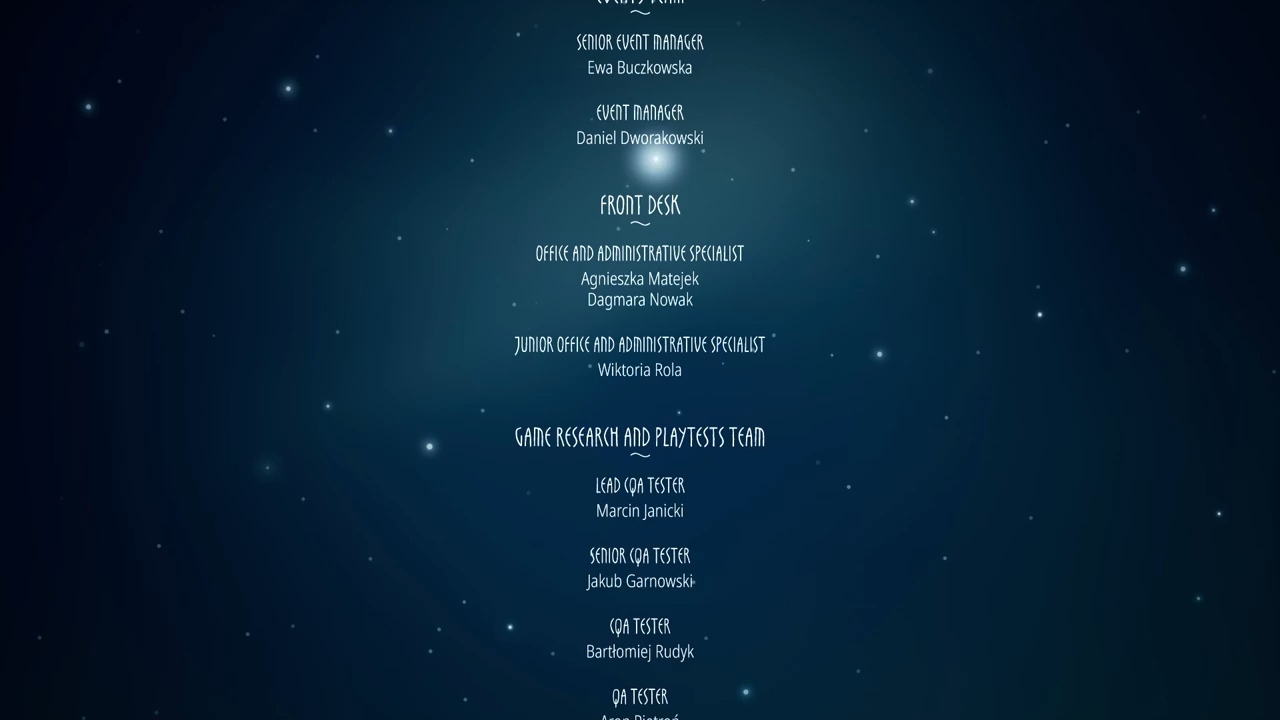 EVENTS TEAM
SENIOR EVENT MANAGER
Ewa Buczkowska
EVENT MANAGER
Daniel Dworakowski
FRONT DESK
OFFICE AND ADMINISTRATIVE SPECIALIST
Agnieszka Matejek
Dagmara Nowak
JUNIOR OFFICE AND ADMINISTRATIVE SPECIALIST
Wiktoria Rola
GAME RESEARCH AND PLAYTESTS TEAM
LEAD CQA TESTER
Marcin Janicki
SENIOR CQA TESTER
Jakub Garnowski
CQA TESTER
Bartłomiej Rudyk
QA TESTER